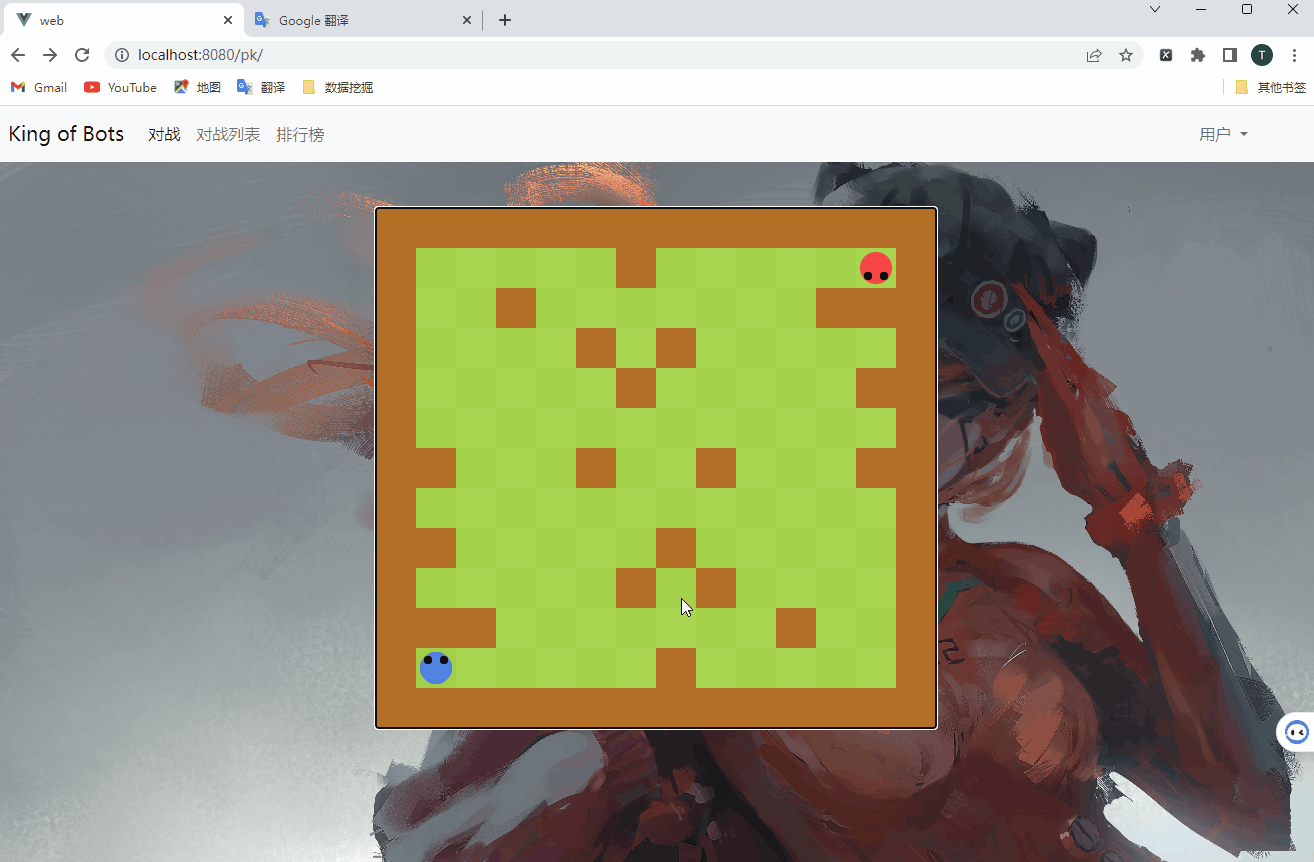 web
Google 翻译
localhost:8080/pk/
T
Gmail
YouTube
地图
翻译
数据挖掘
其他书签
King of Bots
对战
对战列表
排行榜
用户